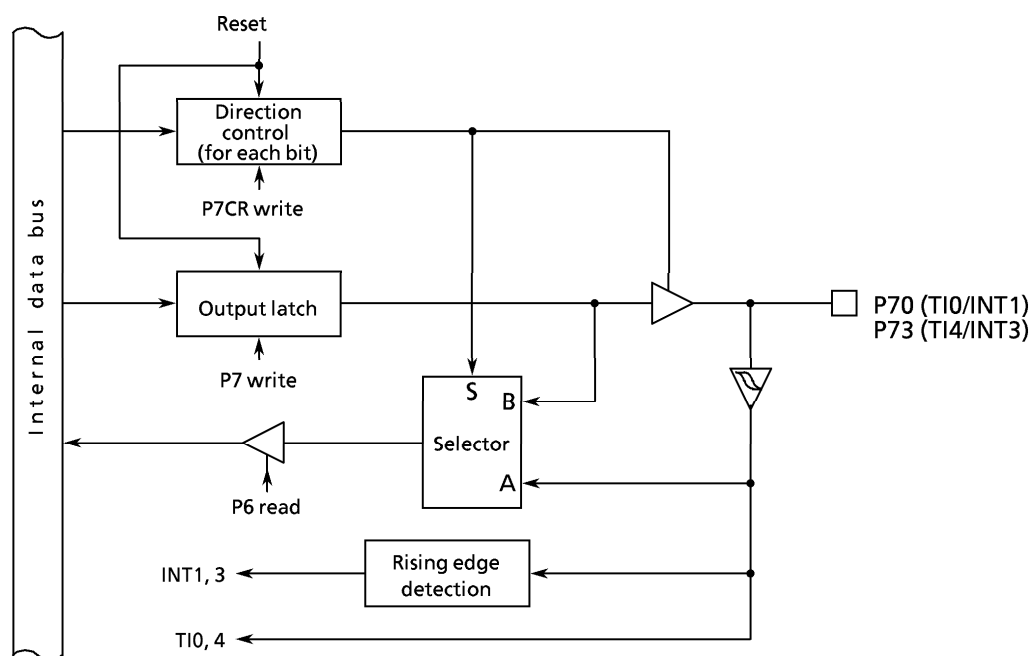 Reset
Direction
control
(for each bit)
P7CR write
Internal data bus
Output latch
P70 (TI0/INT1)
P73 (TI4/INT3)
P7 write
S
B
Selector
A
P6 read
Rising edge
detection
INT1, 3
TI0, 4